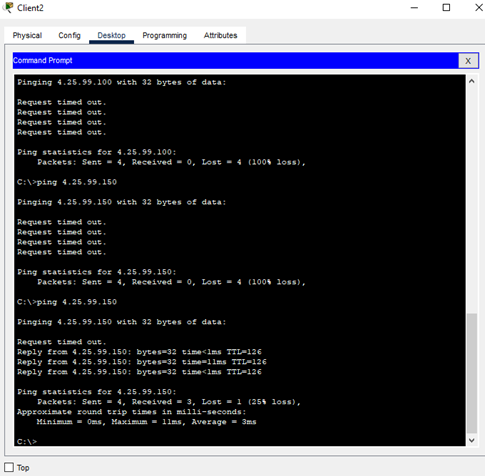 Client2
Physical Config Desktop Programming Attributes
Command Prompt X
Pinging 4.25.99.100 with 32 bytes of data:
Request timed out.
Request timed out.
Request timed out.
Request timed out.
Ping statistics for 4.25.99.100:
Packets: Sent = 4, Received = 0, Lost = 4 (100% loss),
C:\>ping 4.25.99.150
Pinging 4.25.99.150 with 32 bytes of data:
Request timed out.
Request timed out.
Request timed out.
Request timed out.
Ping statistics for 4.25.99.150:
Packets: Sent = 4, Received = 0, Lost = 4 (100% loss),
C:\>ping 4.25.99.150
Pinging 4.25.99.150 with 32 bytes of data:
Request timed out.
Reply from 4.25.99.150: bytes=32 time<1ms TTL=126
Reply from 4.25.99.150: bytes=32 time=11ms TTL=126
Reply from 4.25.99.150: bytes=32 time<1ms TTL=126
Ping statistics for 4.25.99.150:
Packets: Sent = 4, Received = 3, Lost = 1 (25% loss),
Approximate round trip times in milli-seconds:
Minimum = 0ms, Maximum = 11ms, Average = 3ms
C:\>
Top